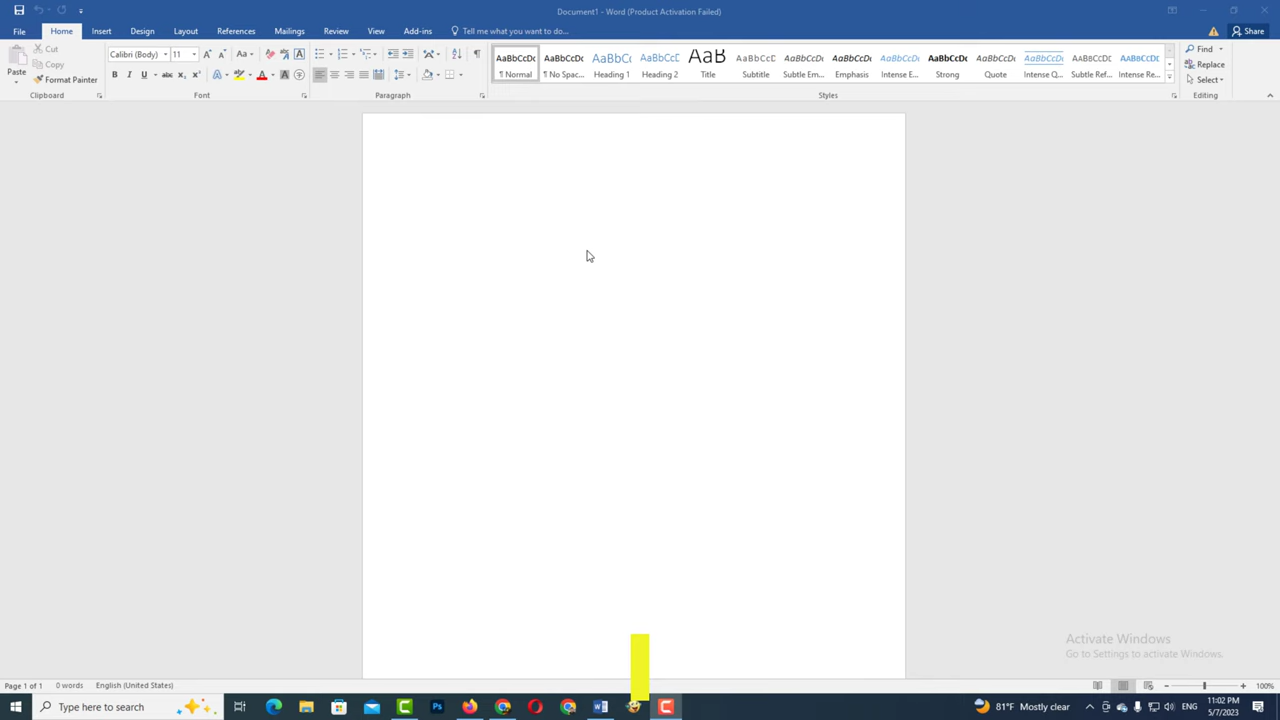 Document1 - Word (Product Activation Failed)
File Home Insert Design Layout References Mailings Review View Add-ins Tell me what you want to do... Share
Paste
Cut
Copy
Format Painter
Clipboard
Calibri (Body) 11
Font
Paragraph
AaBbCcDc AaBbCcDc AaBbCc AaBbCcD AaB AaBbCcD AaBbCcDc AaBbCcDc AaBbCcDc AaBbCcDc AaBbCcDc AaBbCcDc AaBbCcDc AaBbCcDc
¶ Normal ¶ No Spac... Heading 1 Heading 2 Title Subtitle Subtle Em... Emphasis Intense E... Strong Quote Intense Q... Subtle Ref... Intense Re...
Styles
Find
Replace
Select
Editing
Activate Windows
Go to Settings to activate Windows.
Page 1 of 1 0 words English (United States) 100%
Type here to search
81°F Mostly clear
ENG
11:02 PM
5/7/2023